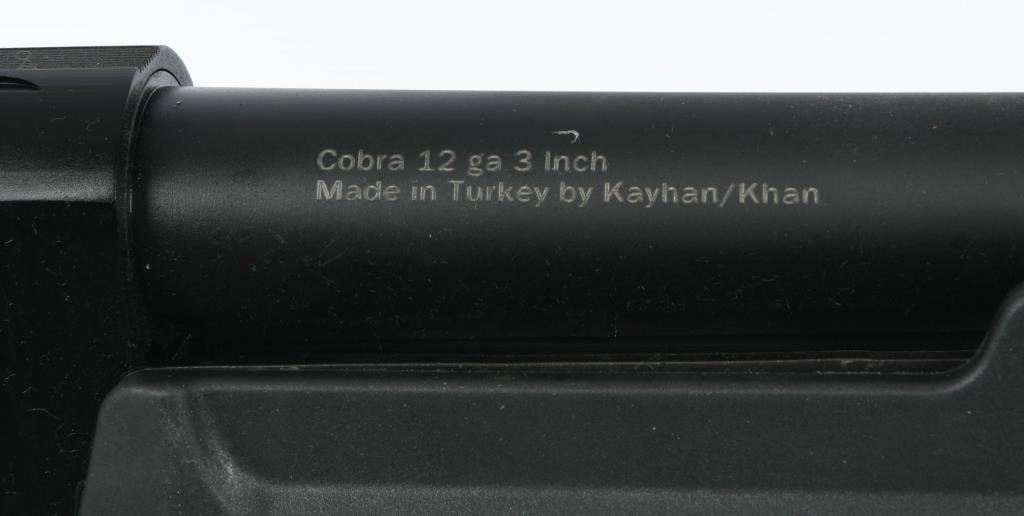 Cobra 12 ga 3 Inch
Made in Turkey by Kayhan/Khan